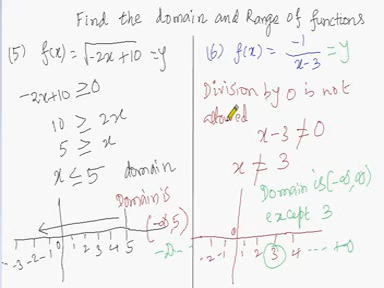 Find the domain and Range of functions
(5) f(x) = √-2x+10 = y
-2x+10 ≥ 0
10 ≥ 2x
5 ≥ x
x ≤ 5 domain
Domain is
(-∞, 5)
-3 -2 -1 0 1 2 3 4 5
(6) f(x) = -1/x-3 = y
Division by 0 is not
allowed
x-3 ≠ 0
x ≠ 3
Domain is (-∞, ∞)
except 3
-∞- -2 -1 0 1 2 3 4 ---- +∞